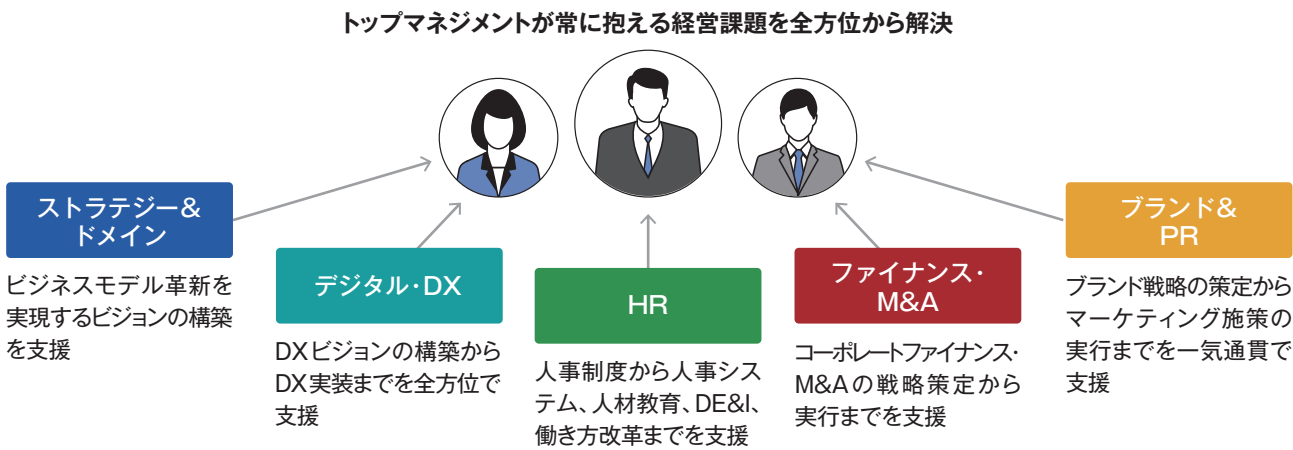 トップマネジメントが常に抱える経営課題を全方位から解決
ストラテジー&
ドメイン
ビジネスモデル革新を
実現するビジョンの構築
を支援
デジタル・DX
DXビジョンの構築から
DX実装までを全方位で
支援
HR
人事制度から人事シス
テム、人材教育、DE&I、
働き方改革までを支援
ファイナンス・
M&A
コーポレートファイナンス・
M&Aの戦略策定から
実行までを支援
ブランド&
PR
ブランド戦略の策定から
マーケティング施策の
実行までを一気通貫で
支援